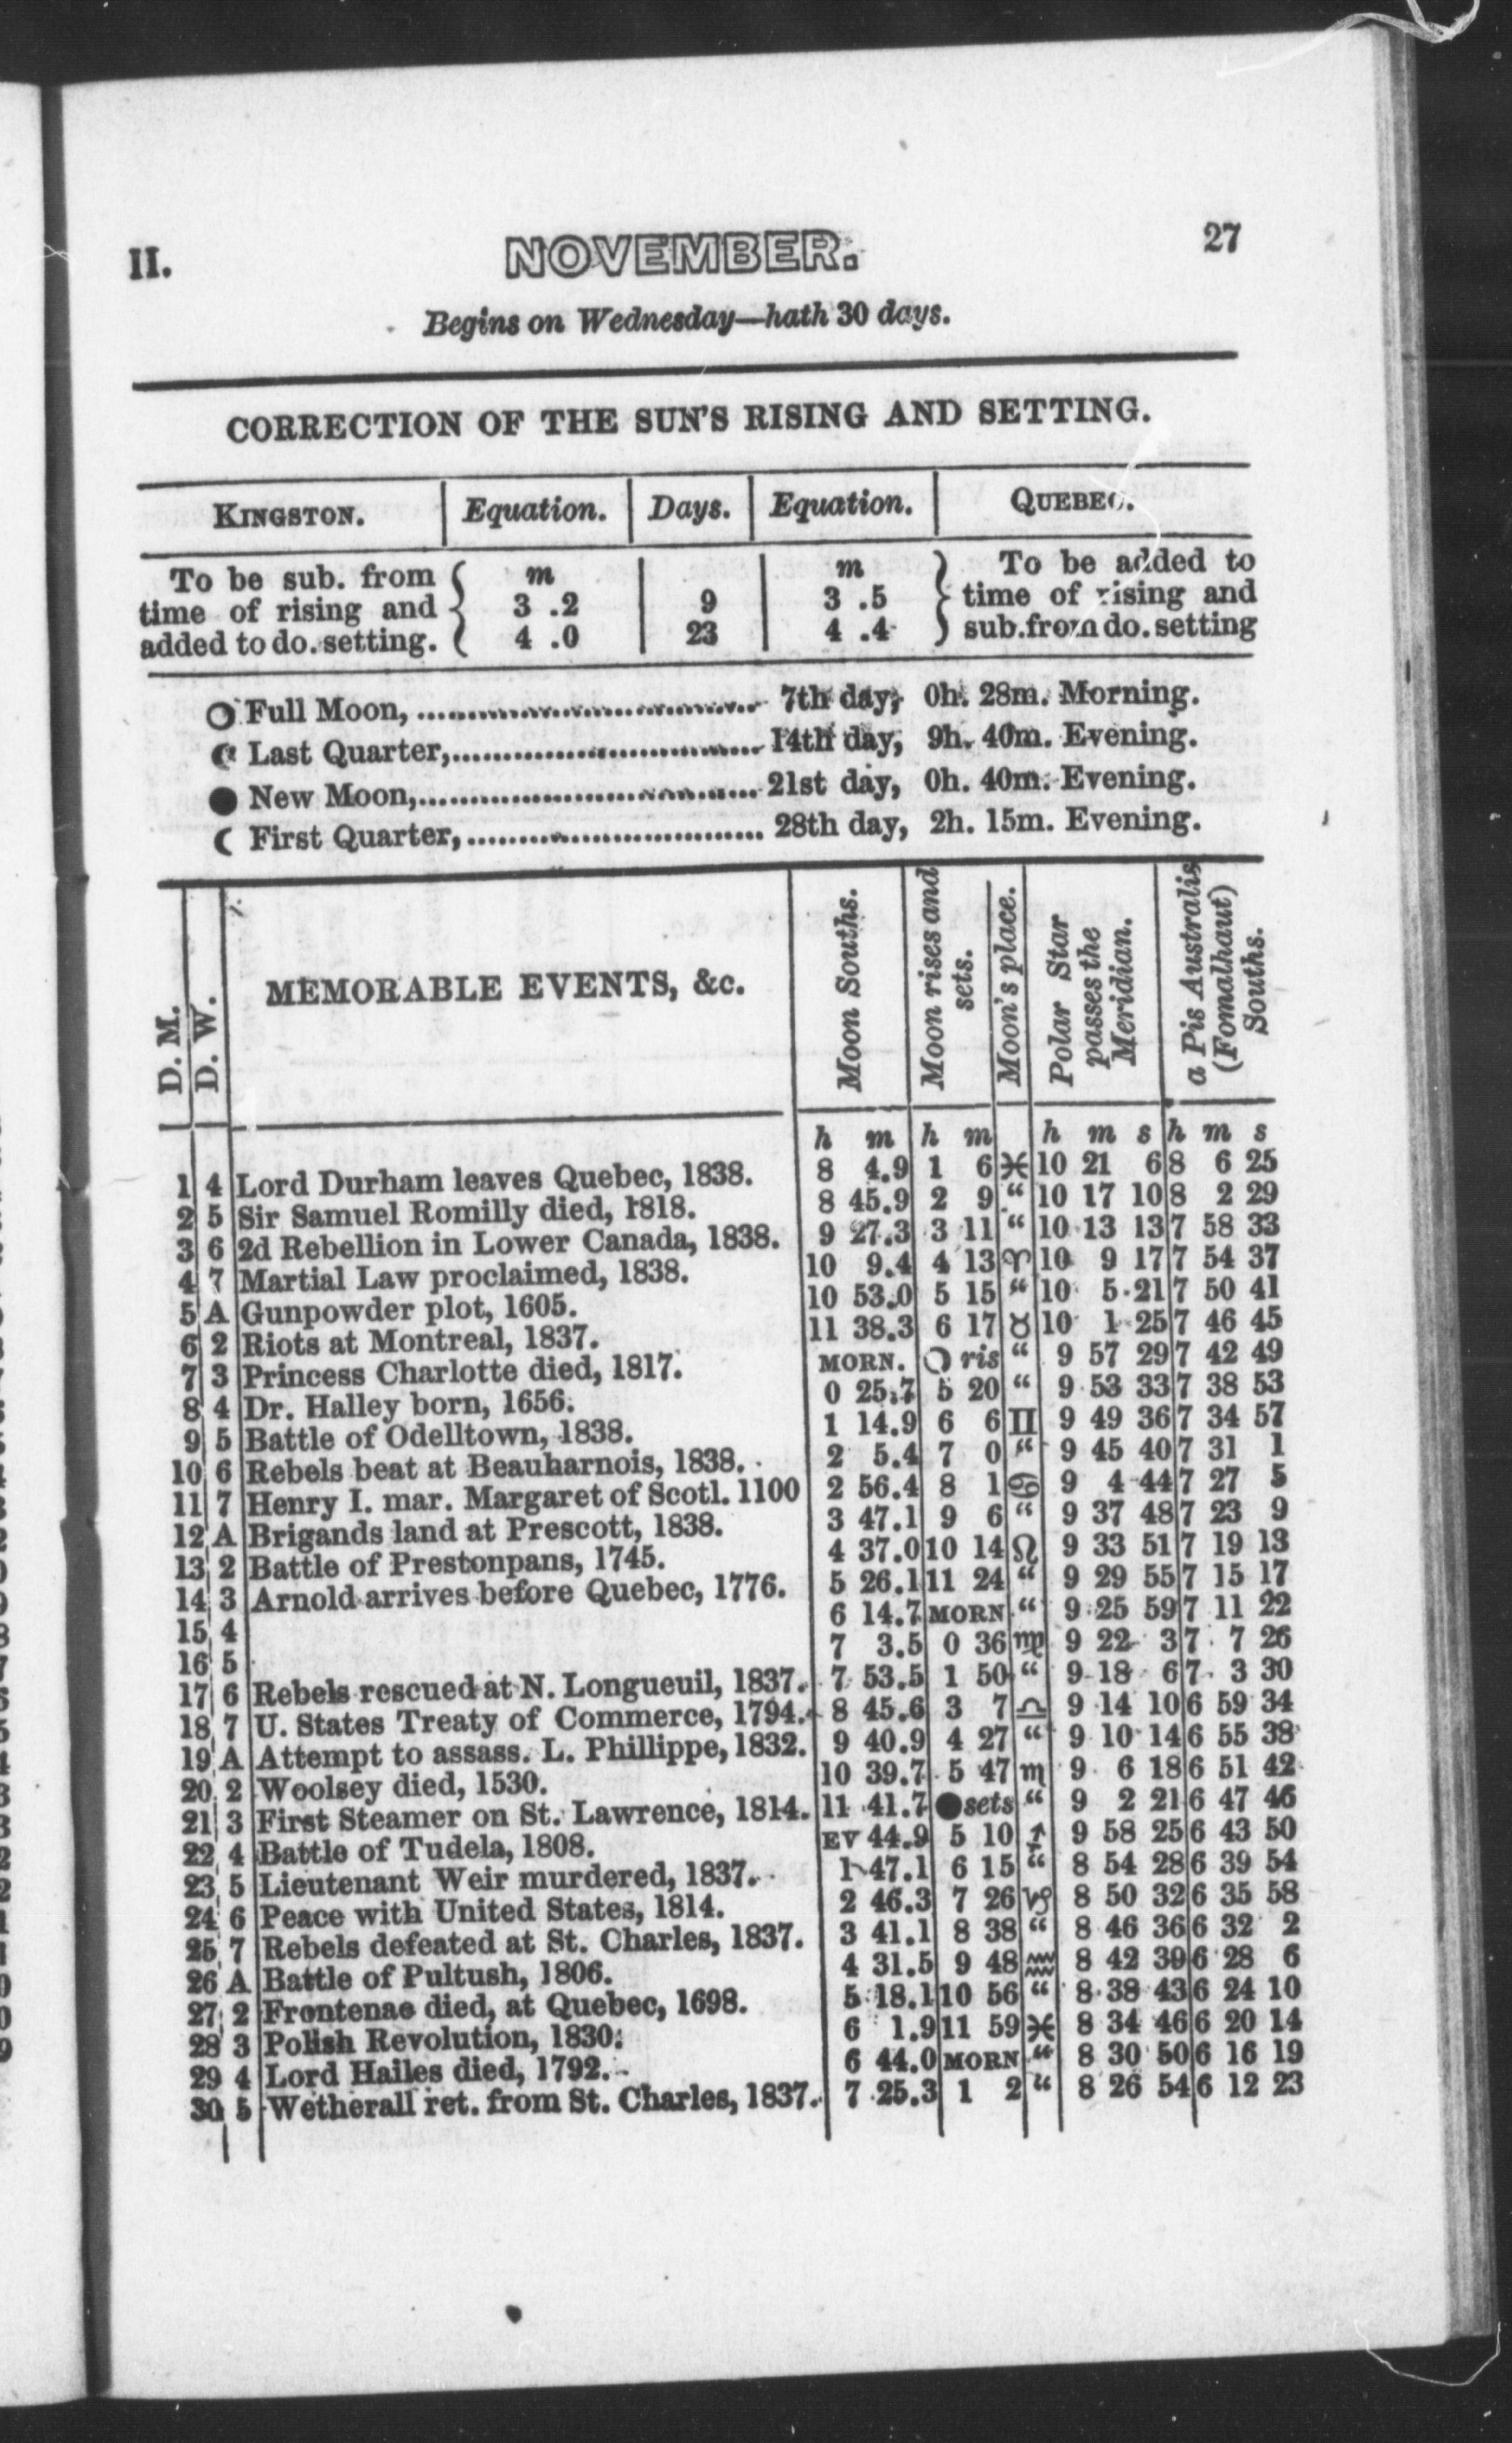 II. NOVEMBER. 27
Begins on Wednesday—hath 30 days.
CORRECTION OF THE SUN'S RISING AND SETTING.
KINGSTON. Equation. Days. Equation. QUEBEC.
To be sub. from m m To be added to
time of rising and 3 .2 9 3 .5 time of rising and
added to do. setting. 4 .0 23 4 .4 sub. from do. setting
○ Full Moon, .............................. 7th day, 0h. 28m. Morning.
☾ Last Quarter,.............................. 14th day, 9h. 40m. Evening.
● New Moon,.............................. 21st day, 0h. 40m. Evening.
☾ First Quarter,.............................. 28th day, 2h. 15m. Evening.
D. M. D. W. MEMORABLE EVENTS, &c. Moon Souths. Moon rises and sets. Moon's place. Polar Star passes the Meridian. a Pis Australis (Fomalhaut) Souths.
h m h m h m s h m s
1 4 Lord Durham leaves Quebec, 1838. 8 4.9 1 6 ♓ 10 21 6 8 6 25
2 5 Sir Samuel Romilly died, 1818. 8 45.9 2 9 “ 10 17 10 8 2 29
3 6 2d Rebellion in Lower Canada, 1838. 9 27.3 3 11 “ 10 13 13 7 58 33
4 7 Martial Law proclaimed, 1838. 10 9.4 4 13 ♈ 10 9 17 7 54 37
5 A Gunpowder plot, 1605. 10 53.0 5 15 “ 10 5 21 7 50 41
6 2 Riots at Montreal, 1837. 11 38.3 6 17 ♉ 10 1 25 7 46 45
7 3 Princess Charlotte died, 1817. MORN. ○ ris “ 9 57 29 7 42 49
8 4 Dr. Halley born, 1656. 0 25.7 5 20 “ 9 53 33 7 38 53
9 5 Battle of Odelltown, 1838. 1 14.9 6 6 ♊ 9 49 36 7 34 57
10 6 Rebels beat at Beauharnois, 1838. 2 5.4 7 0 “ 9 45 40 7 31 1
11 7 Henry I. mar. Margaret of Scotl. 1100 2 56.4 8 1 ♋ 9 4 44 7 27 5
12 A Brigands land at Prescott, 1838. 3 47.1 9 6 “ 9 37 48 7 23 9
13 2 Battle of Prestonpans, 1745. 4 37.0 10 14 ♌ 9 33 51 7 19 13
14 3 Arnold arrives before Quebec, 1776. 5 26.1 11 24 “ 9 29 55 7 15 17
15 4 6 14.7 MORN “ 9 25 59 7 11 22
16 5 7 3.5 0 36 ♍ 9 22 3 7 7 26
17 6 Rebels rescued at N. Longueuil, 1837. 7 53.5 1 50 “ 9 18 6 7 3 30
18 7 U. States Treaty of Commerce, 1794. 8 45.6 3 7 ♎ 9 14 10 6 59 34
19 A Attempt to assass. L. Phillippe, 1832. 9 40.9 4 27 “ 9 10 14 6 55 38
20 2 Woolsey died, 1530. 10 39.7 5 47 ♏ 9 6 18 6 51 42
21 3 First Steamer on St. Lawrence, 1814. 11 41.7 ● sets “ 9 2 21 6 47 46
22 4 Battle of Tudela, 1808. EV 44.9 5 10 ♐ 9 58 25 6 43 50
23 5 Lieutenant Weir murdered, 1837. 1 47.1 6 15 “ 8 54 28 6 39 54
24 6 Peace with United States, 1814. 2 46.3 7 26 ♑ 8 50 32 6 35 58
25 7 Rebels defeated at St. Charles, 1837. 3 41.1 8 38 “ 8 46 36 6 32 2
26 A Battle of Pultush, 1806. 4 31.5 9 48 ♒ 8 42 39 6 28 6
27 2 Frontenac died, at Quebec, 1698. 5 18.1 10 56 “ 8 38 43 6 24 10
28 3 Polish Revolution, 1830. 6 1.9 11 59 ♓ 8 34 46 6 20 14
29 4 Lord Hailes died, 1792. 6 44.0 MORN “ 8 30 50 6 16 19
30 5 Wetherall ret. from St. Charles, 1837. 7 25.3 1 2 “ 8 26 54 6 12 23